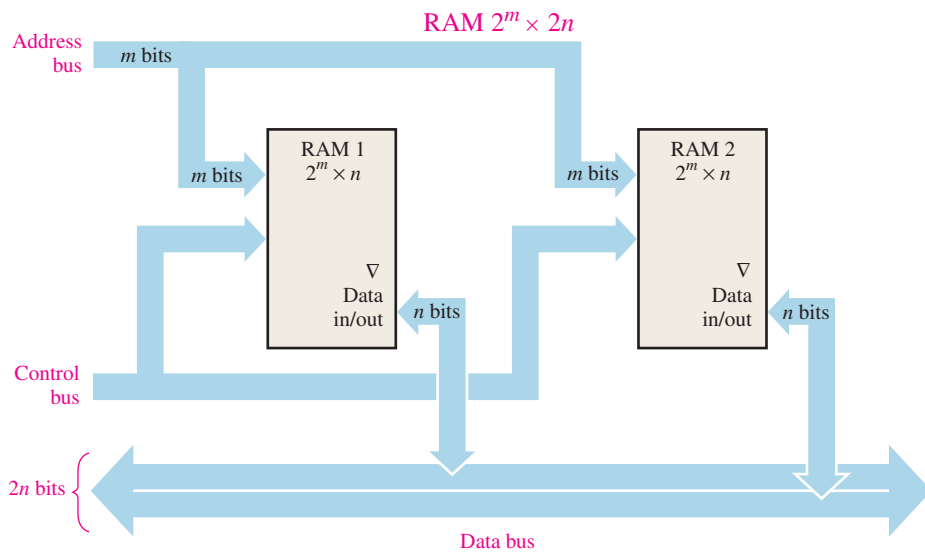 RAM 2^m × 2n
Address
bus
m bits
RAM 1
2^m × n
m bits
RAM 2
2^m × n
m bits
∇
Data
in/out
n bits
∇
Data
in/out
n bits
Control
bus
2n bits
Data bus